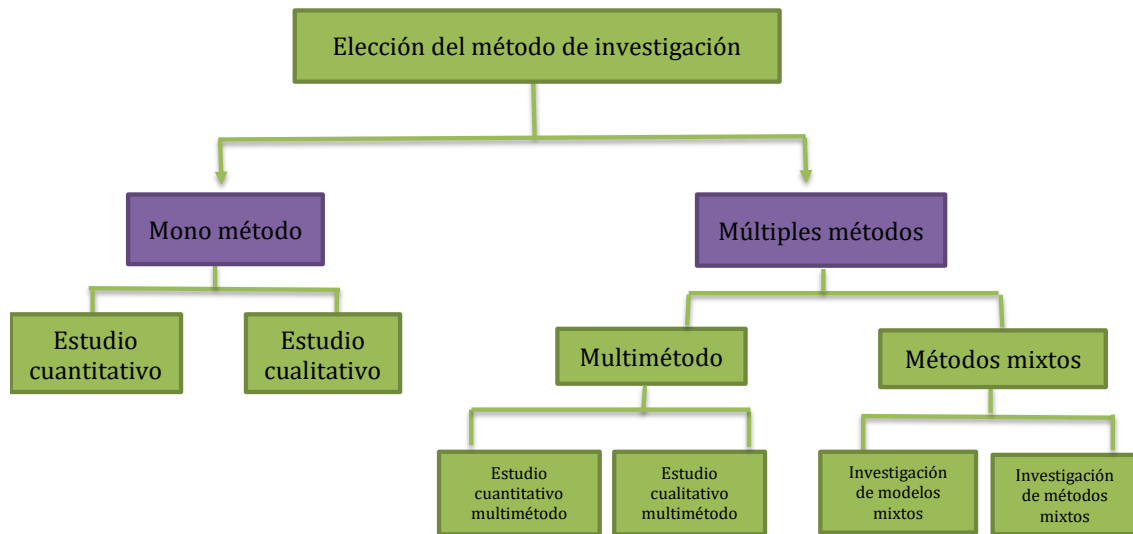 Elección del método de investigación
Mono método
Múltiples métodos
Estudio
cuantitativo
Estudio
cualitativo
Multimétodo
Métodos mixtos
Estudio
cuantitativo
multimétodo
Estudio
cualitativo
multimétodo
Investigación
de modelos
mixtos
Investigación
de métodos
mixtos